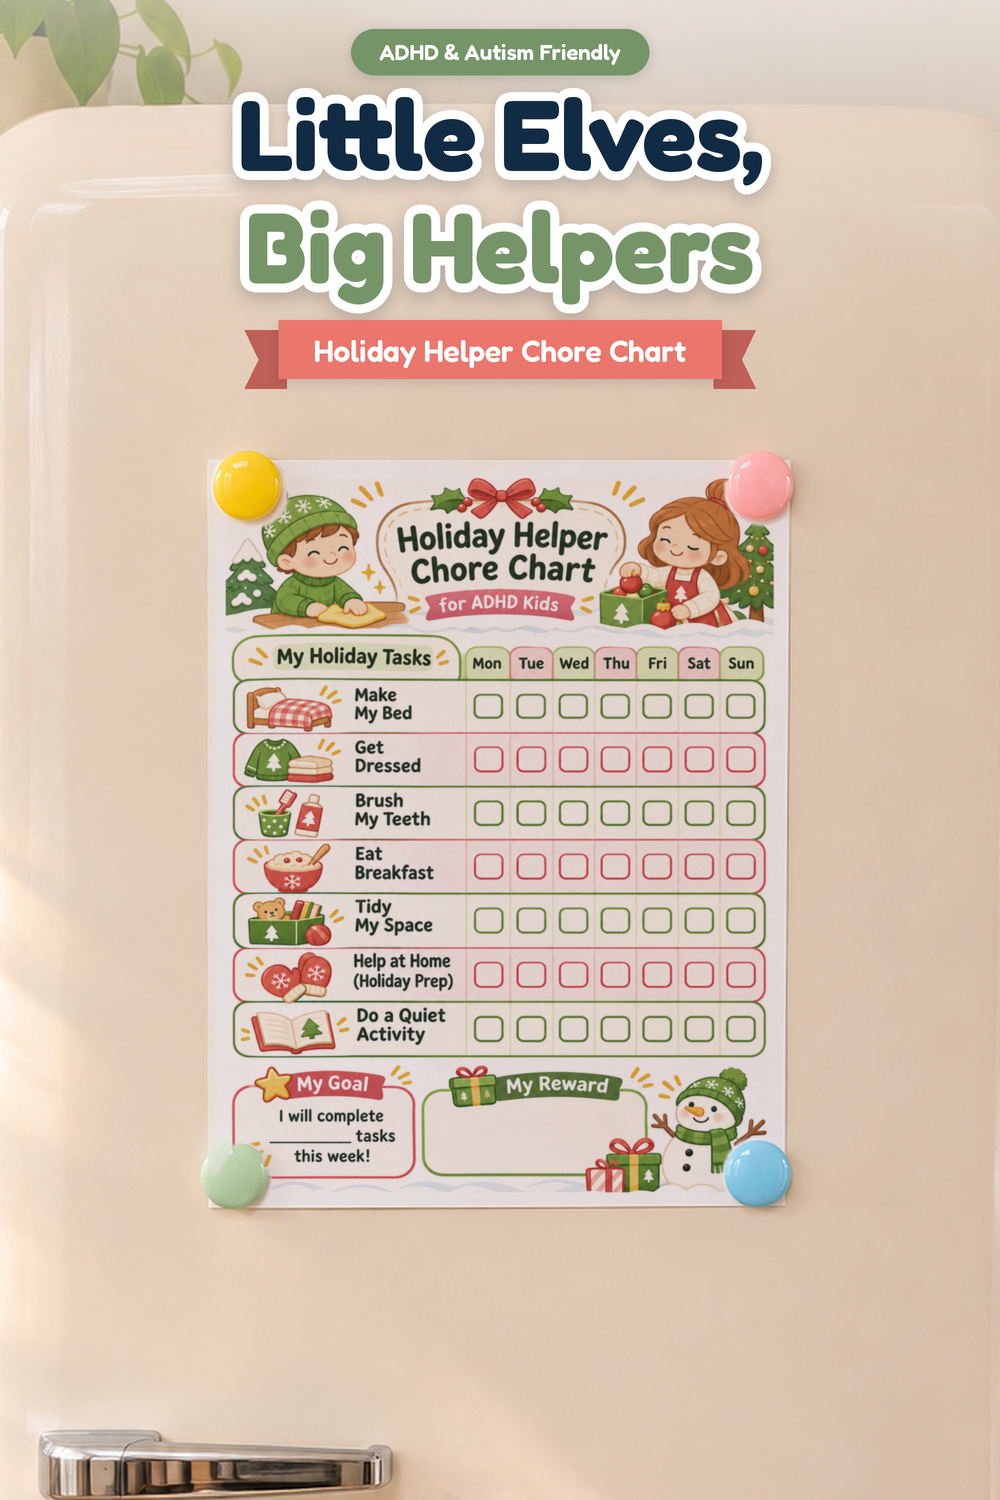 ADHD & Autism Friendly
Little Elves,
Big Helpers
Holiday Helper Chore Chart
Holiday Helper
Chore Chart
for ADHD Kids
My Holiday Tasks
Mon Tue Wed Thu Fri Sat Sun
Make
My Bed
Get
Dressed
Brush
My Teeth
Eat
Breakfast
Tidy
My Space
Help at Home
(Holiday Prep)
Do a Quiet
Activity
My Goal
I will complete
__________ tasks
this week!
My Reward